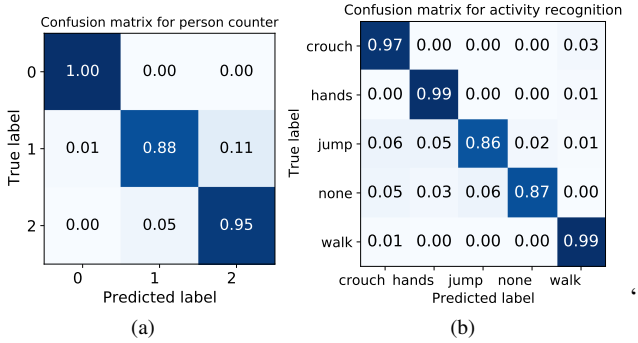 Confusion matrix for person counter
True label
0 1.00 0.00 0.00
1 0.01 0.88 0.11
2 0.00 0.05 0.95
0 1 2
Predicted label
(a)
Confusion matrix for activity recognition
True label
crouch 0.97 0.00 0.00 0.00 0.03
hands 0.00 0.99 0.00 0.00 0.01
jump 0.06 0.05 0.86 0.02 0.01
none 0.05 0.03 0.06 0.87 0.00
walk 0.01 0.00 0.00 0.00 0.99
crouch hands jump none walk
Predicted label
(b)
‘